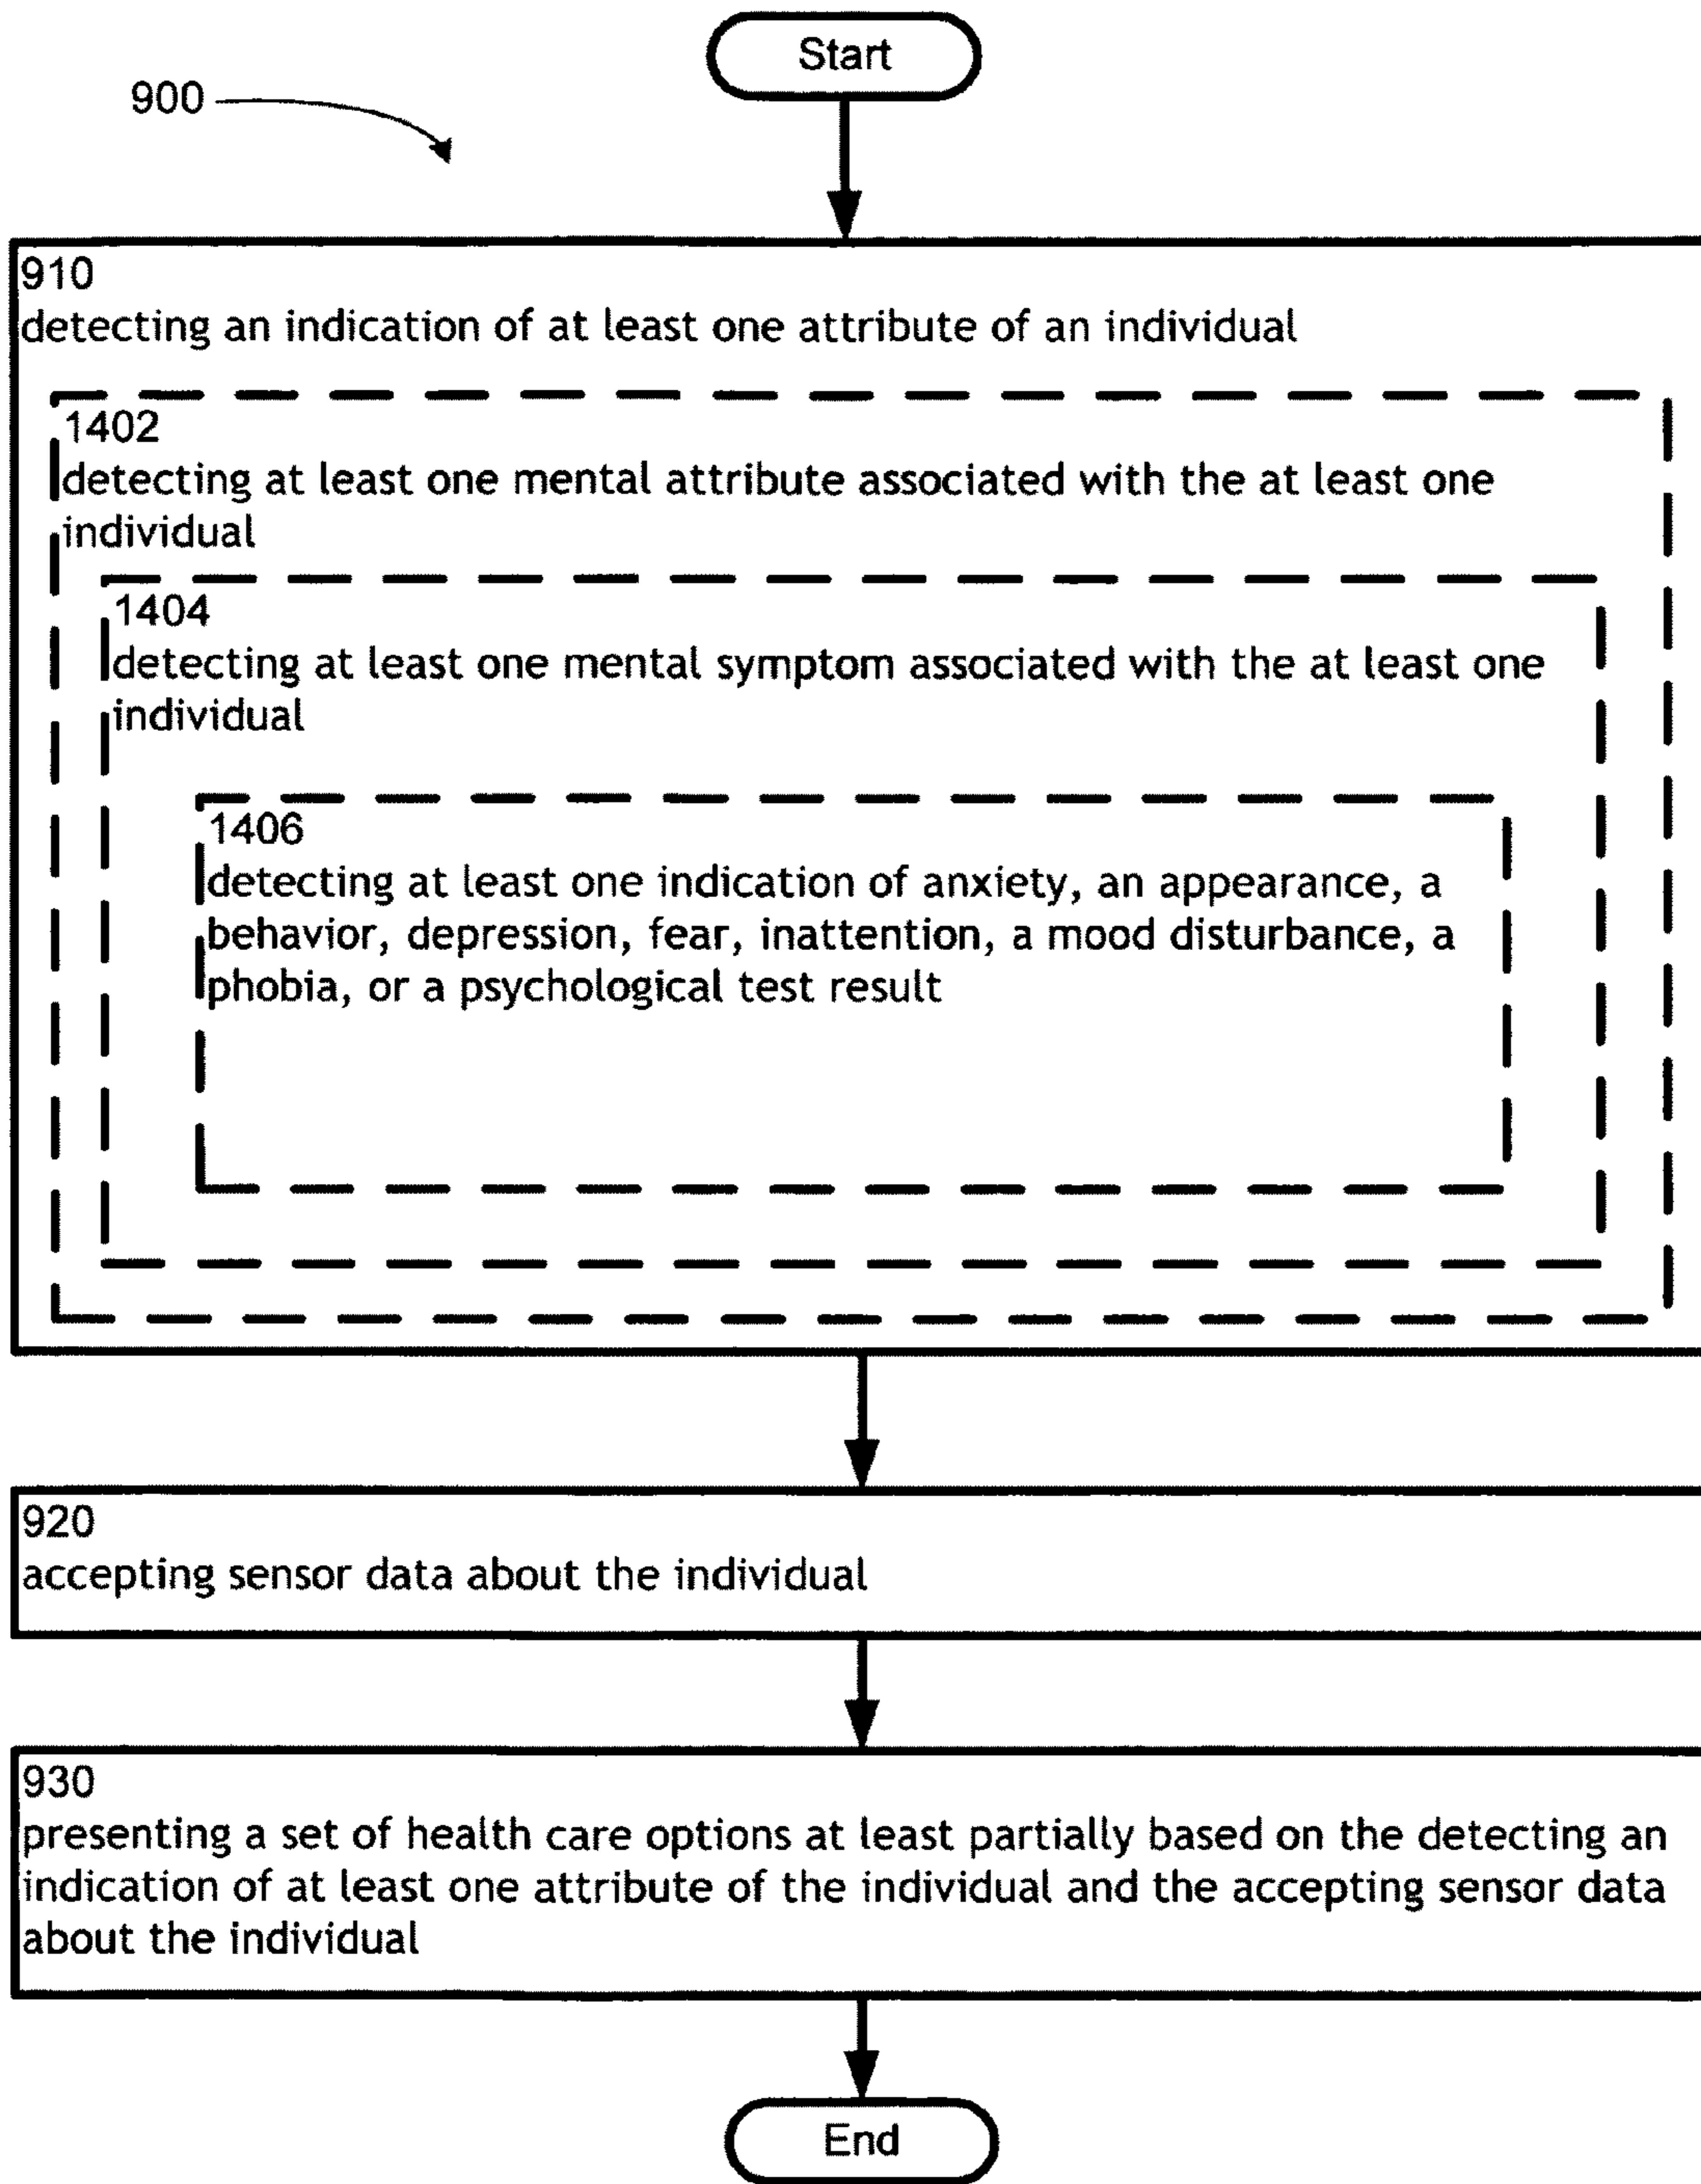 Start
900
910
detecting an indication of at least one attribute of an individual
1402
detecting at least one mental attribute associated with the at least one
individual
1404
detecting at least one mental symptom associated with the at least one
individual
1406
detecting at least one indication of anxiety, an appearance, a
behavior, depression, fear, inattention, a mood disturbance, a
phobia, or a psychological test result
920
accepting sensor data about the individual
930
presenting a set of health care options at least partially based on the detecting an
indication of at least one attribute of the individual and the accepting sensor data
about the individual
End